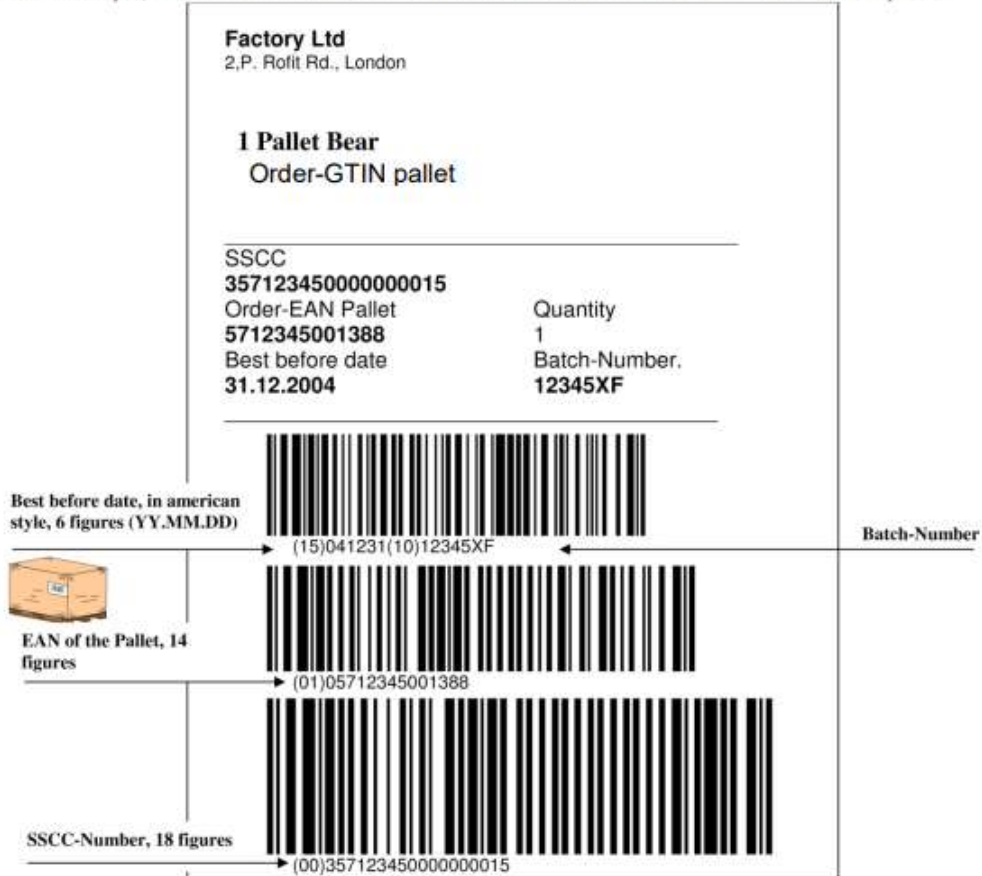 Factory Ltd
2,P. Rofit Rd., London
1 Pallet Bear
Order-GTIN pallet
SSCC
357123450000000015
Order-EAN Pallet Quantity
5712345001388 1
Best before date Batch-Number.
31.12.2004 12345XF
Best before date, in american
style, 6 figures (YY.MM.DD)
Batch-Number
(15)041231(10)12345XF
EAN of the Pallet, 14
figures
(01)05712345001388
SSCC-Number, 18 figures
(00)357123450000000015